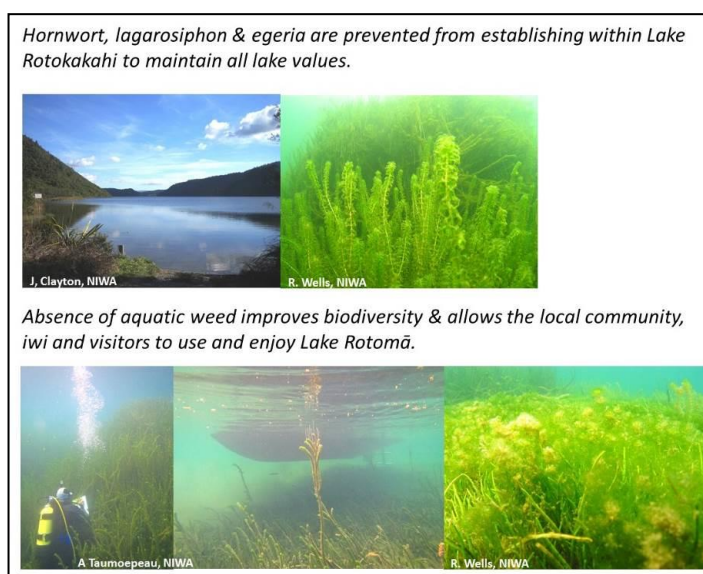 Hornwort, lagarosiphon & egeria are prevented from establishing within Lake
Rotokakahi to maintain all lake values.
J, Clayton, NIWA
R. Wells, NIWA
Absence of aquatic weed improves biodiversity & allows the local community,
iwi and visitors to use and enjoy Lake Rotomā.
A Taumoepeau, NIWA
R. Wells, NIWA